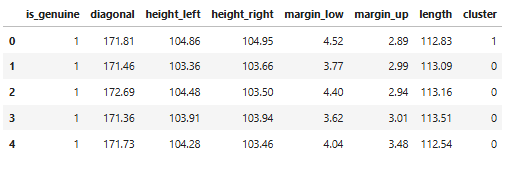 is_genuine diagonal height_left height_right margin_low margin_up length cluster
0 1 171.81 104.86 104.95 4.52 2.89 112.83 1
1 1 171.46 103.36 103.66 3.77 2.99 113.09 0
2 1 172.69 104.48 103.50 4.40 2.94 113.16 0
3 1 171.36 103.91 103.94 3.62 3.01 113.51 0
4 1 171.73 104.28 103.46 4.04 3.48 112.54 0